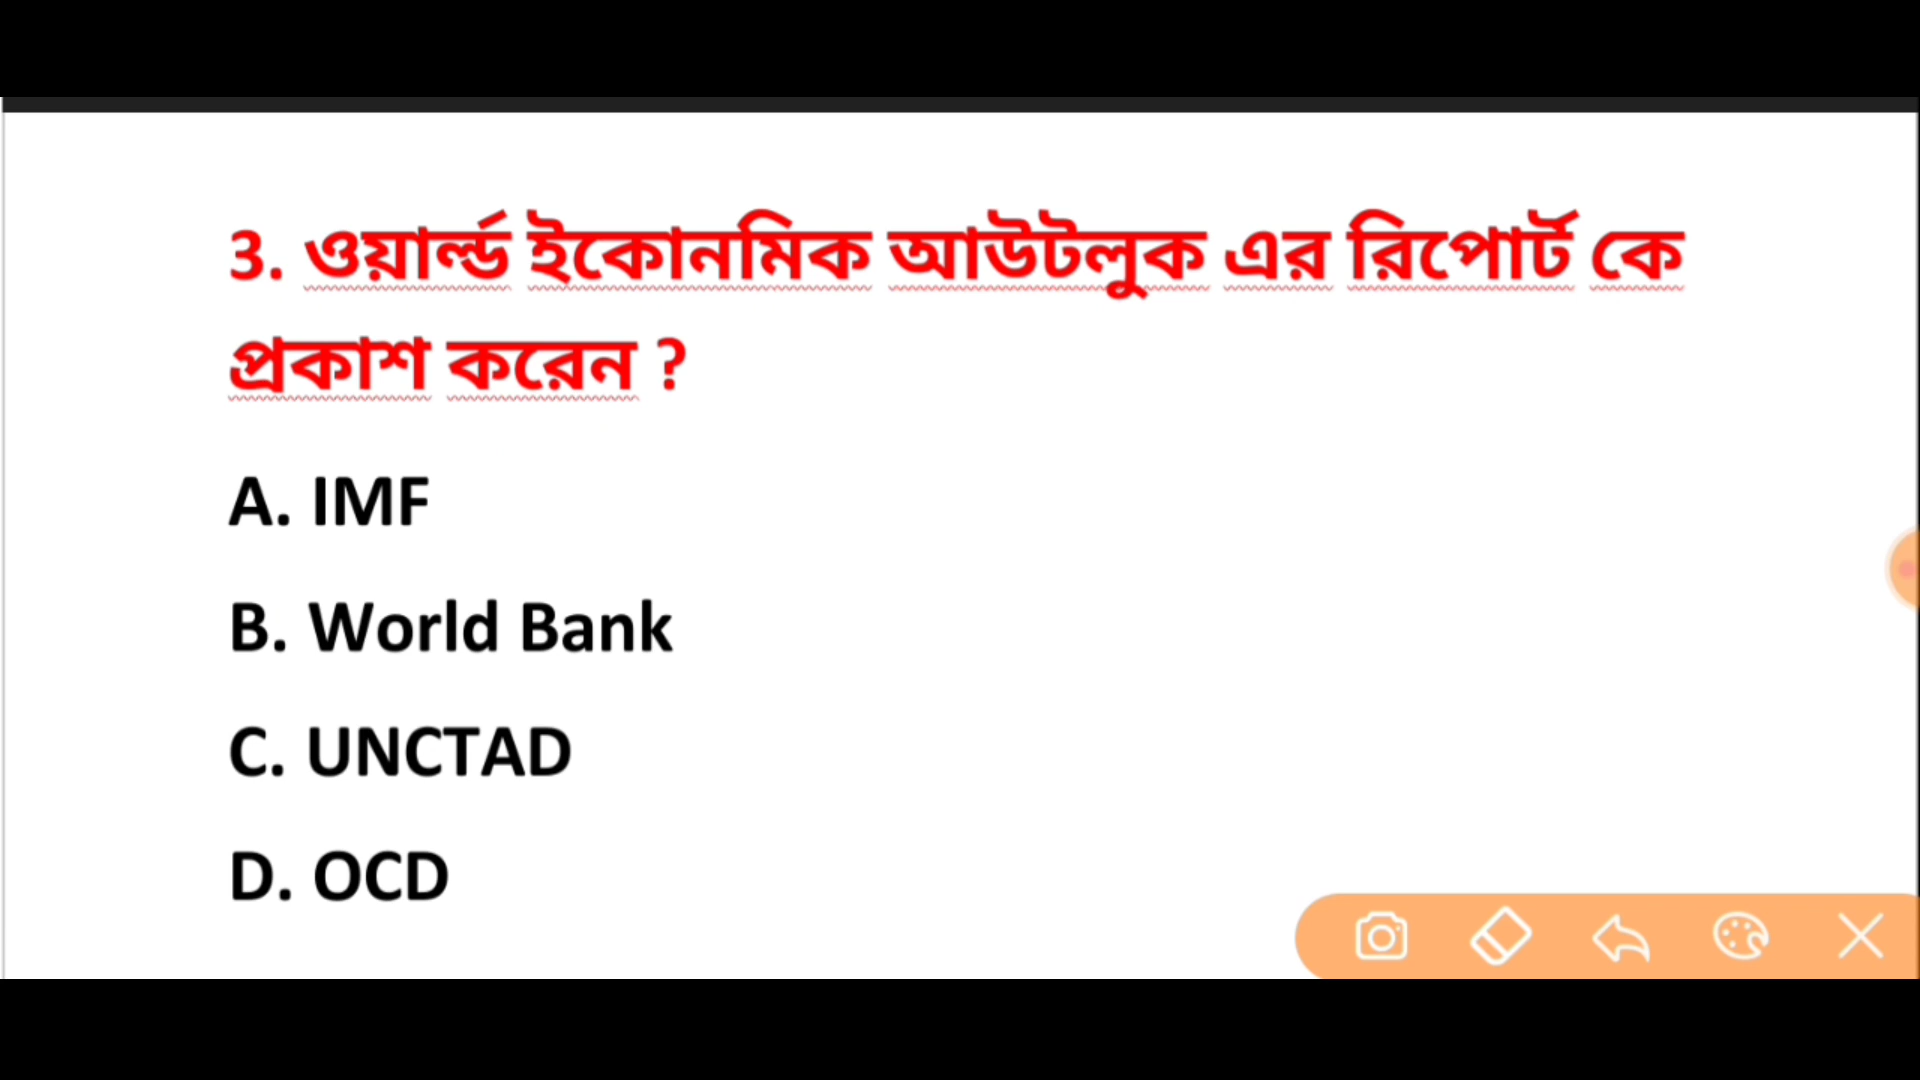 3. ওয়ার্ল্ড ইকোনমিক আউটলুক এর রিপোর্ট কে
প্রকাশ করেন ?
A. IMF
B. World Bank
C. UNCTAD
D. OCD